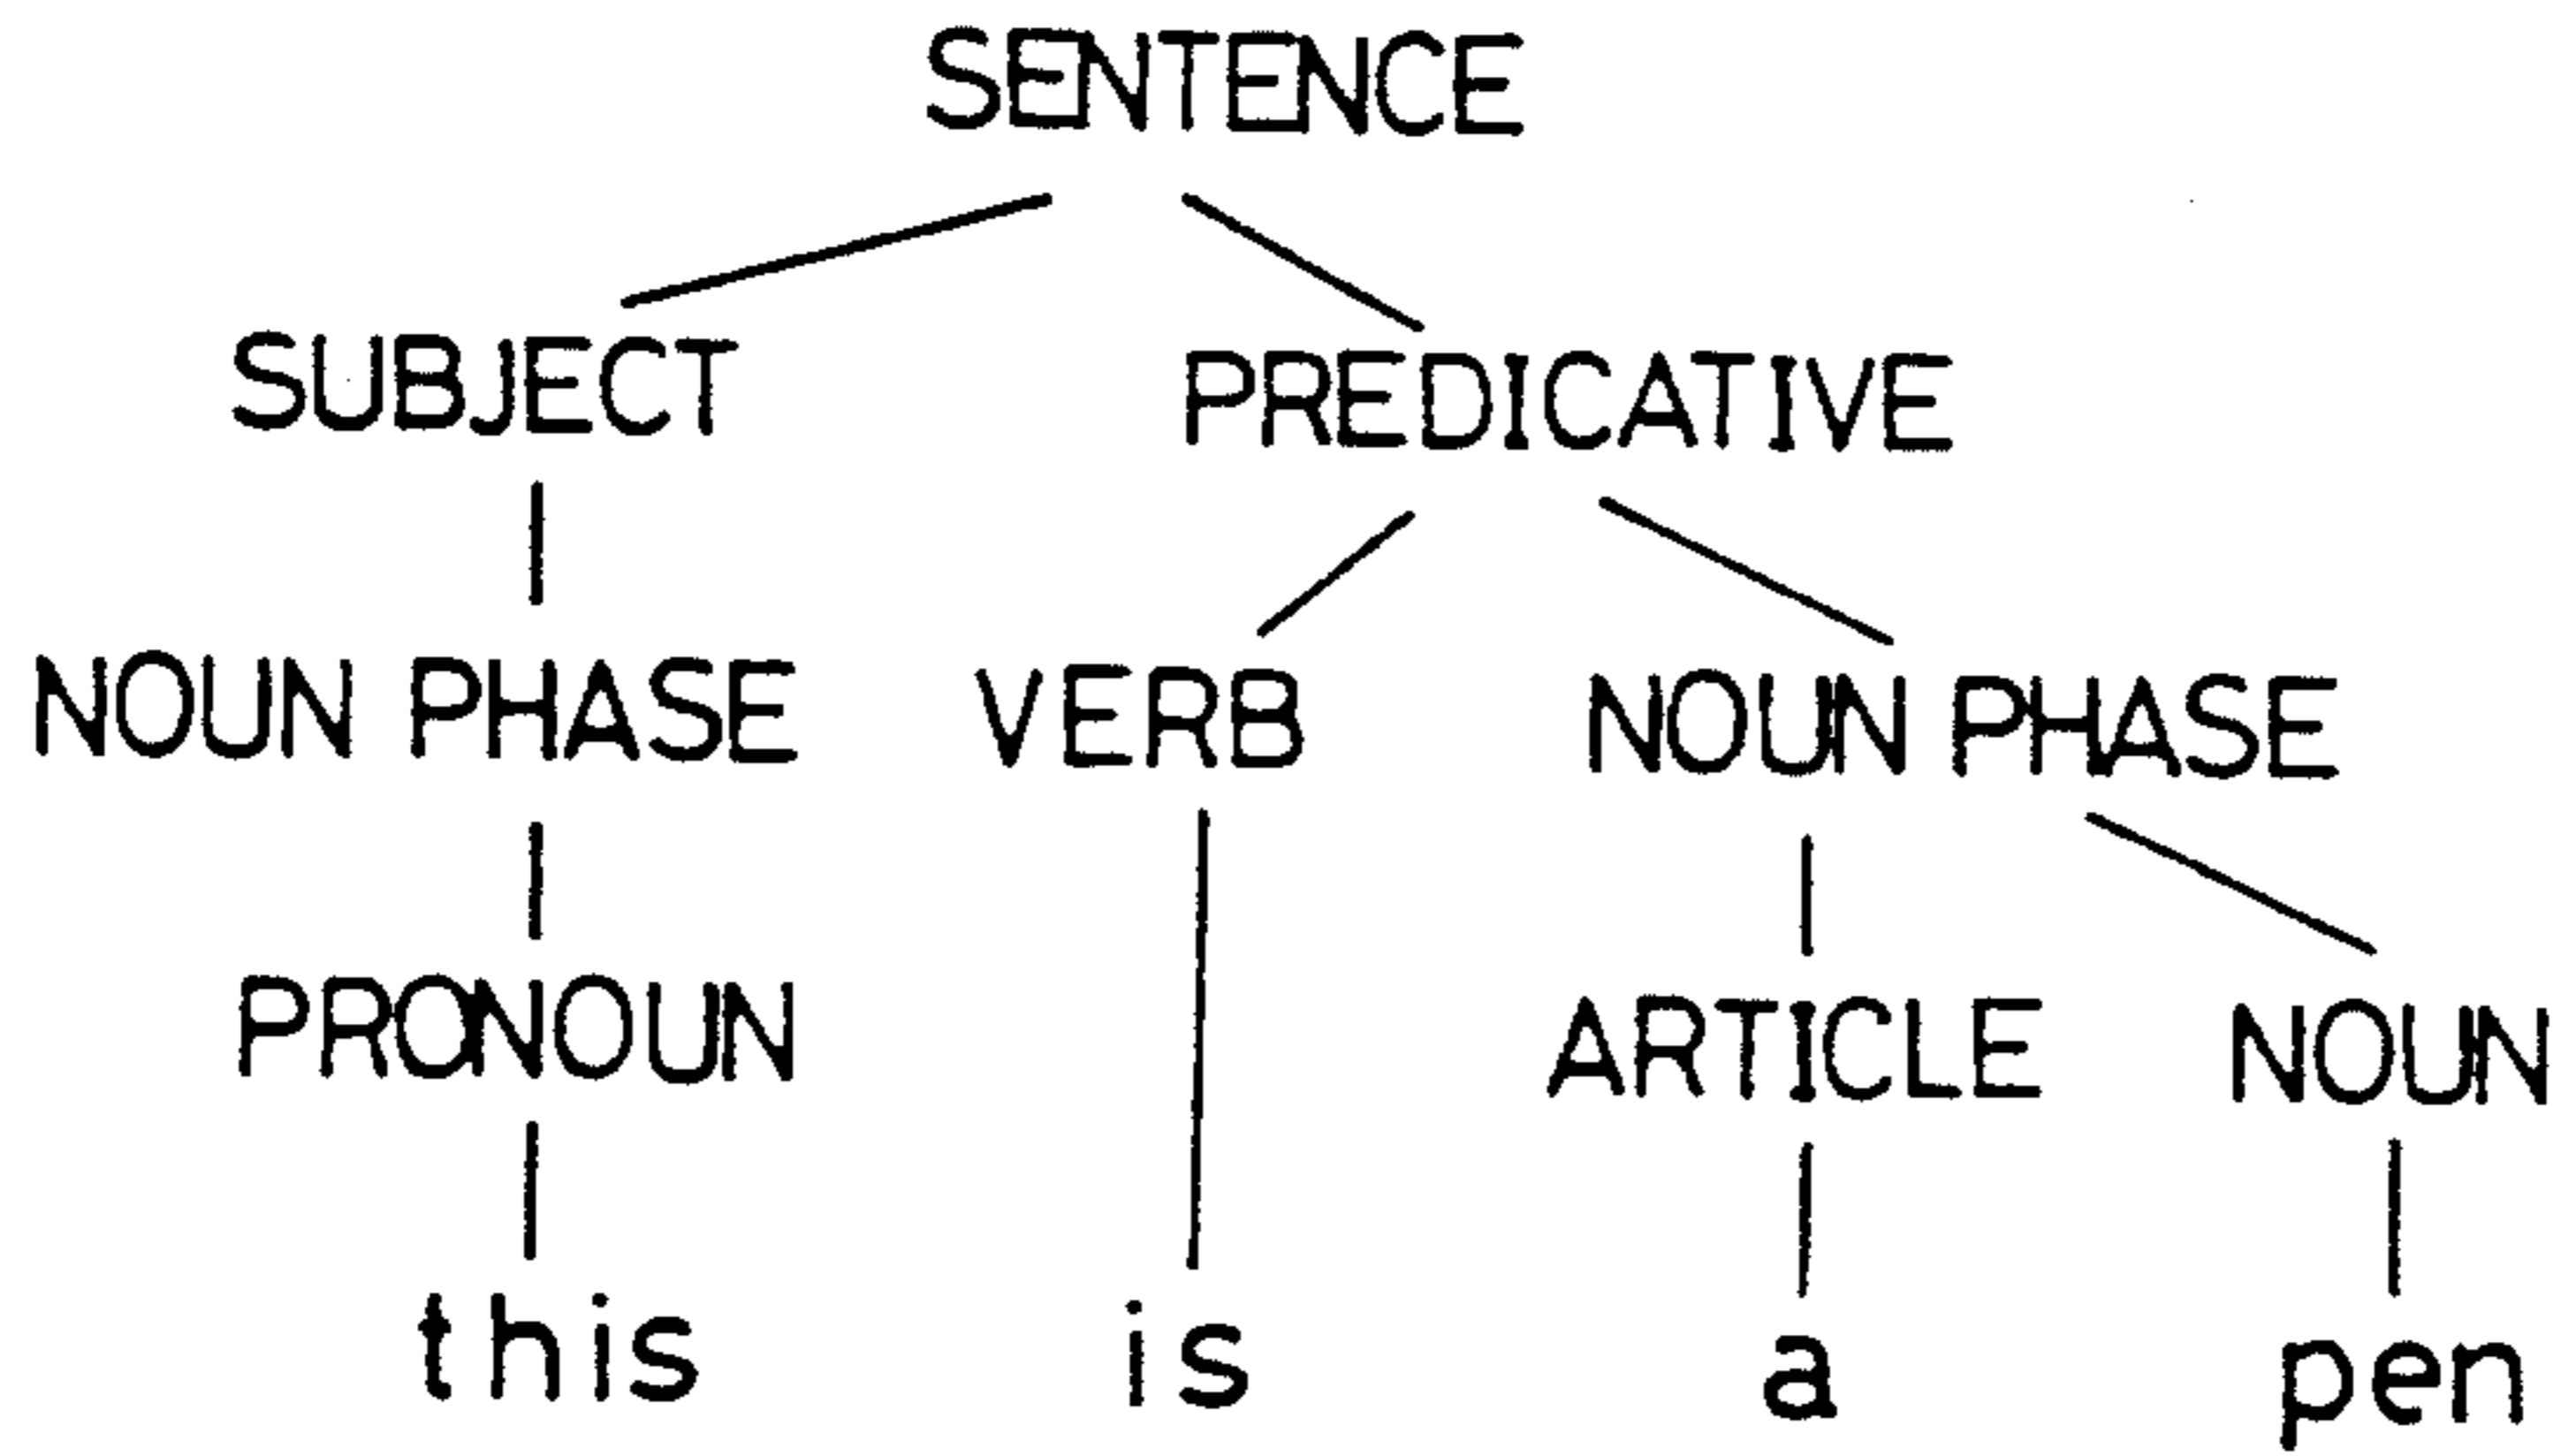 SENTENCE
SUBJECT PREDICATIVE
NOUN PHASE VERB NOUN PHASE
PRONOUN ARTICLE NOUN
this is a pen